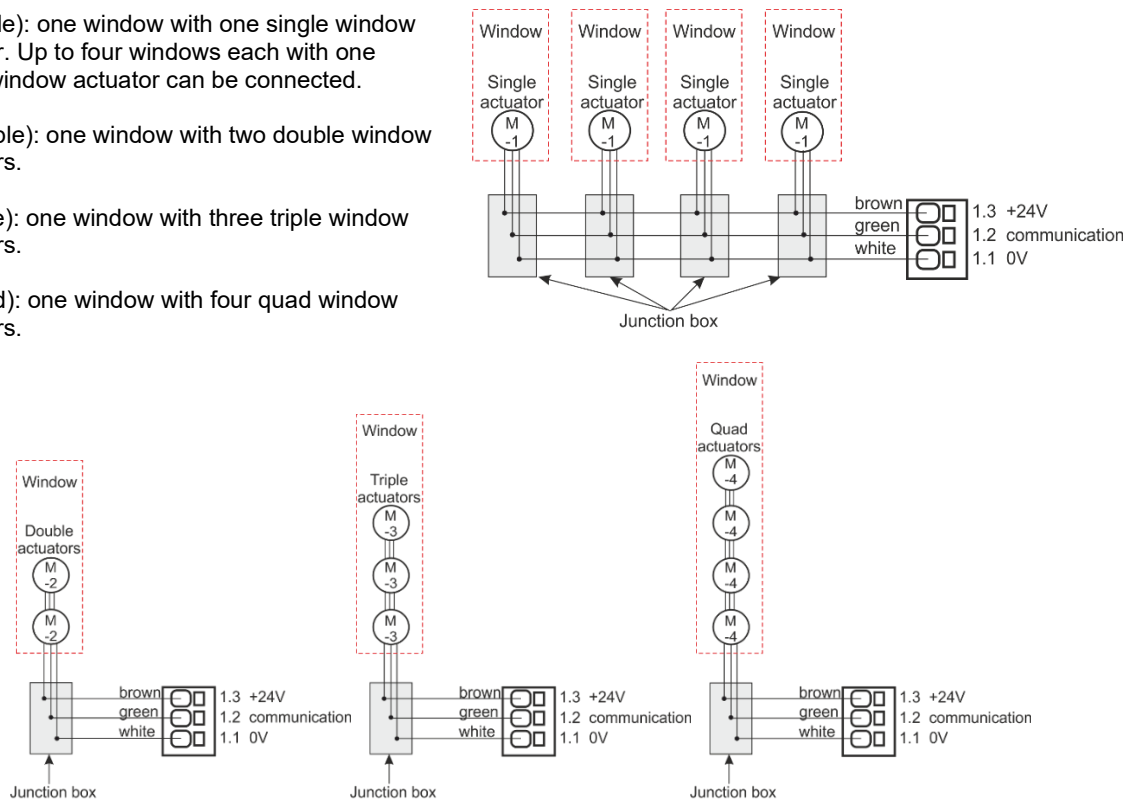 le): one window with one single window
r. Up to four windows each with one
window actuator can be connected.
ble): one window with two double window
rs.
e): one window with three triple window
rs.
d): one window with four quad window
rs.
Window Window Window Window
Single Single Single Single
actuator actuator actuator actuator
M M M M
-1 -1 -1 -1
brown 1.3 +24V
green 1.2 communication
white 1.1 0V
Junction box
Window
Double
actuators
M
-2
M
-2
brown 1.3 +24V
green 1.2 communication
white 1.1 0V
Junction box
Window
Triple
actuators
M
-3
M
-3
M
-3
brown 1.3 +24V
green 1.2 communication
white 1.1 0V
Junction box
Window
Quad
actuators
M
-4
M
-4
M
-4
M
-4
brown 1.3 +24V
green 1.2 communication
white 1.1 0V
Junction box